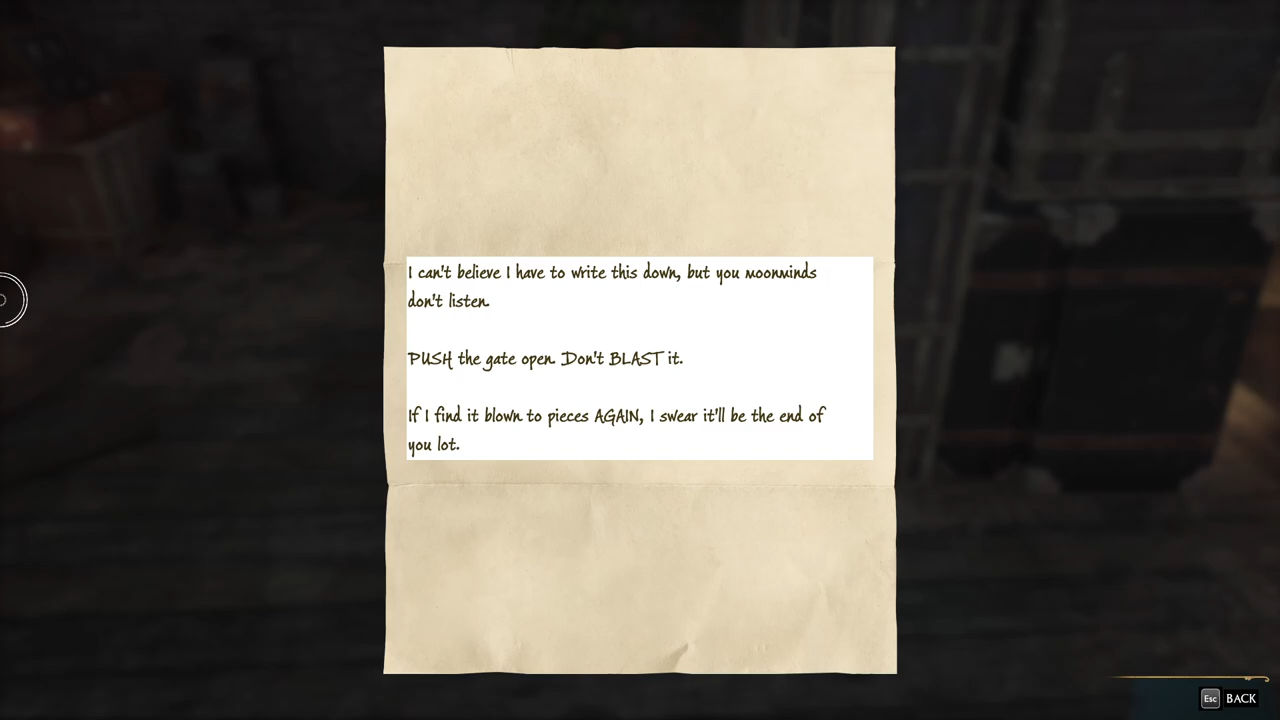 I can't believe I have to write this down, but you moonminds
don't listen.
PUSH the gate open. Don't BLAST it.
If I find it blown to pieces AGAIN, I swear it'll be the end of
you lot.
Esc BACK